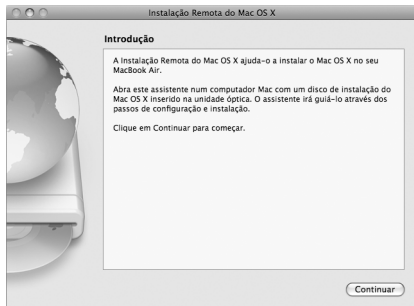 Instalação Remota do Mac OS X
Introdução
A Instalação Remota do Mac OS X ajuda-o a instalar o Mac OS X no seu
MacBook Air.
Abra este assistente num computador Mac com um disco de instalação do
Mac OS X inserido na unidade óptica. O assistente irá guiá-lo através dos
passos de configuração e instalação.
Clique em Continuar para começar.
Continuar